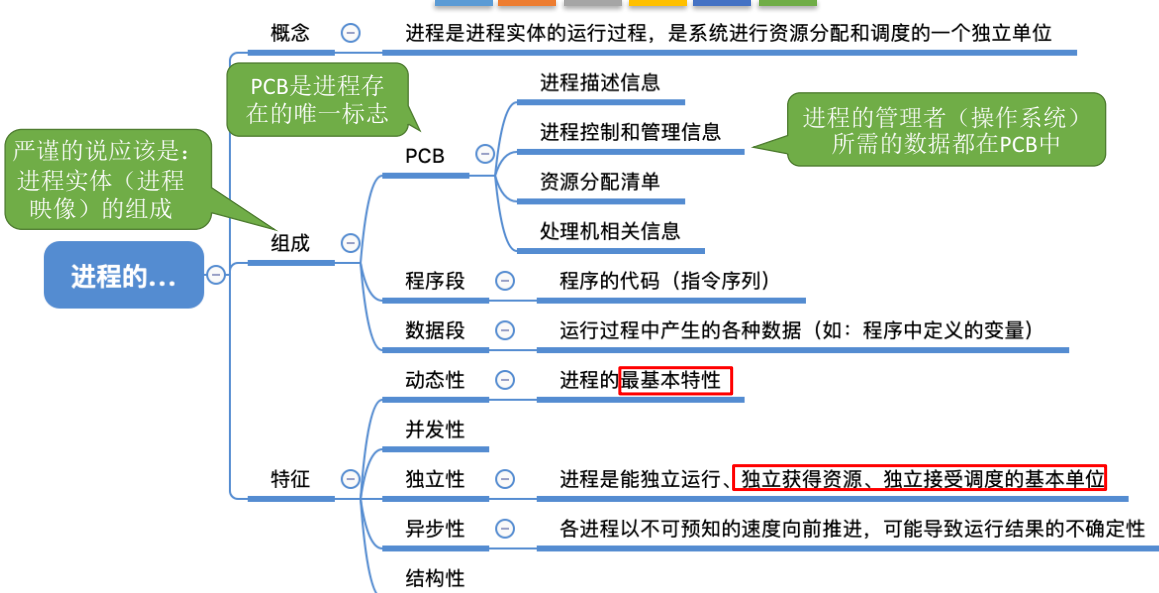 概念
进程是进程实体的运行过程，是系统进行资源分配和调度的一个独立单位
PCB是进程存
在的唯一标志
进程描述信息
进程控制和管理信息
进程的管理者（操作系统）
所需的数据都在PCB中
严谨的说应该是：
进程实体（进程
映像）的组成
PCB
资源分配清单
处理机相关信息
组成
进程的...
程序段
程序的代码（指令序列）
数据段
运行过程中产生的各种数据（如：程序中定义的变量）
动态性
进程的最基本特性
并发性
特征
独立性
进程是能独立运行、独立获得资源、独立接受调度的基本单位
异步性
各进程以不可预知的速度向前推进，可能导致运行结果的不确定性
结构性